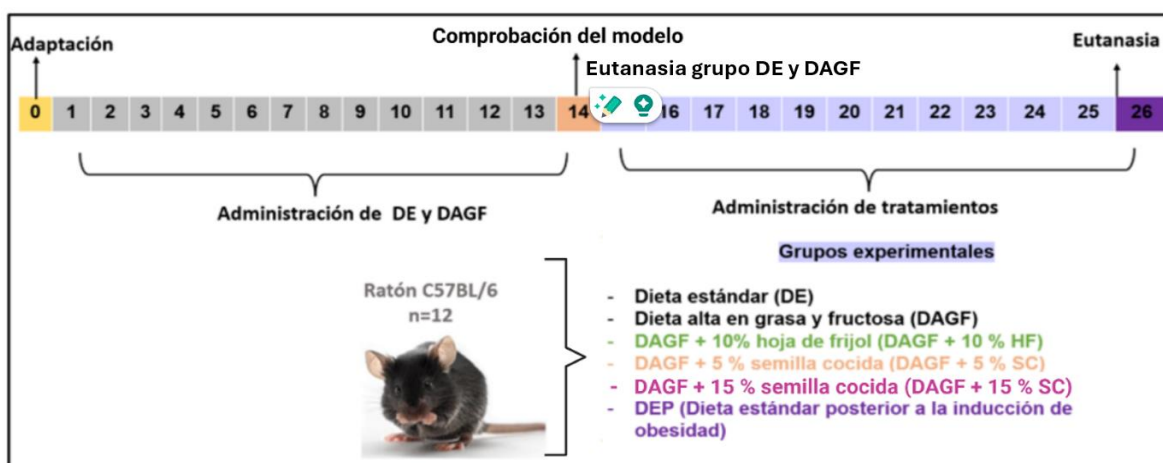 Adaptación
Comprobación del modelo
Eutanasia
Eutanasia grupo DE y DAGF
0 1 2 3 4 5 6 7 8 9 10 11 12 13 14 16 17 18 19 20 21 22 23 24 25 26
Administración de DE y DAGF
Administración de tratamientos
Grupos experimentales
Ratón C57BL/6
n=12
- Dieta estándar (DE)
- Dieta alta en grasa y fructosa (DAGF)
- DAGF + 10% hoja de frijol (DAGF + 10 % HF)
- DAGF + 5 % semilla cocida (DAGF + 5 % SC)
- DAGF + 15 % semilla cocida (DAGF + 15 % SC)
- DEP (Dieta estándar posterior a la inducción de
obesidad)